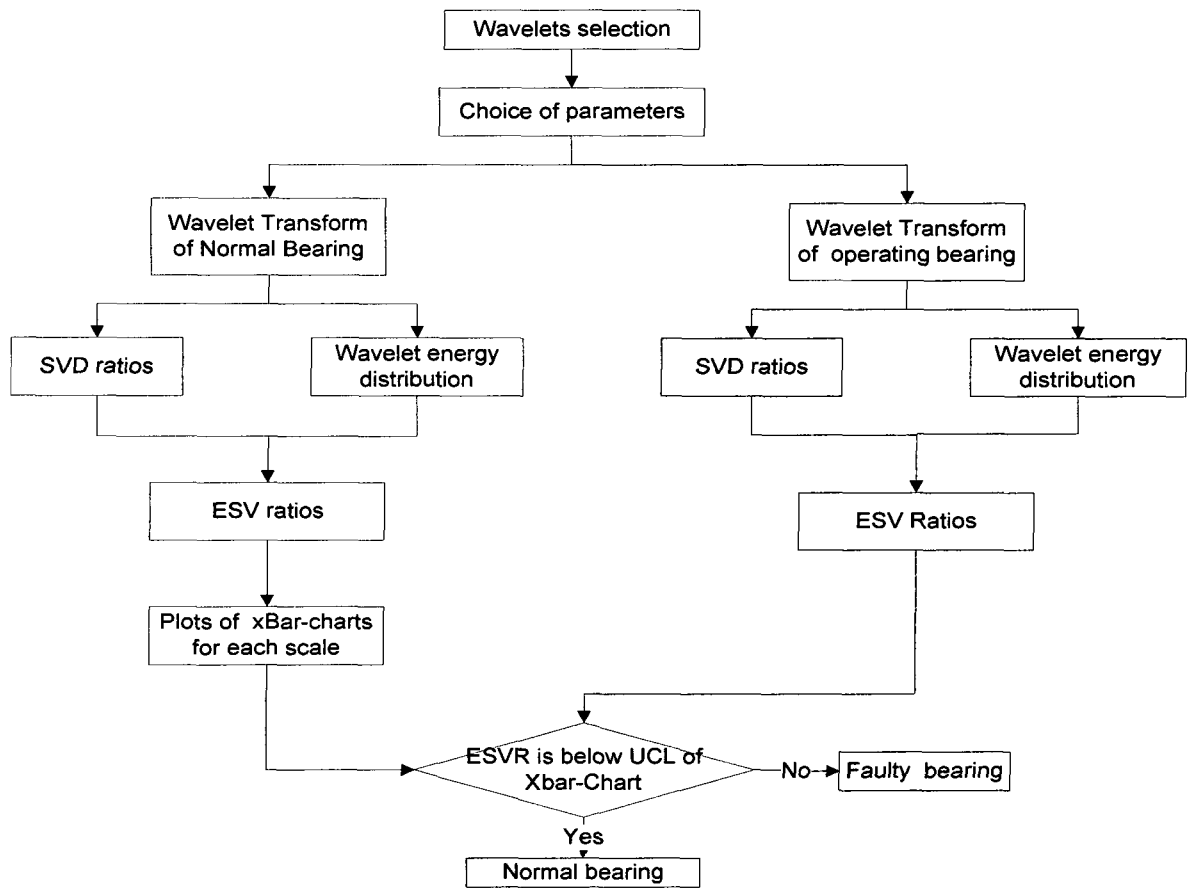 Wavelets selection
Choice of parameters
Wavelet Transform
of Normal Bearing
Wavelet Transform
of operating bearing
SVD ratios
Wavelet energy
distribution
SVD ratios
Wavelet energy
distribution
ESV ratios
ESV Ratios
Plots of xBar-charts
for each scale
ESVR is below UCL of
Xbar-Chart
No
Faulty bearing
Yes
Normal bearing